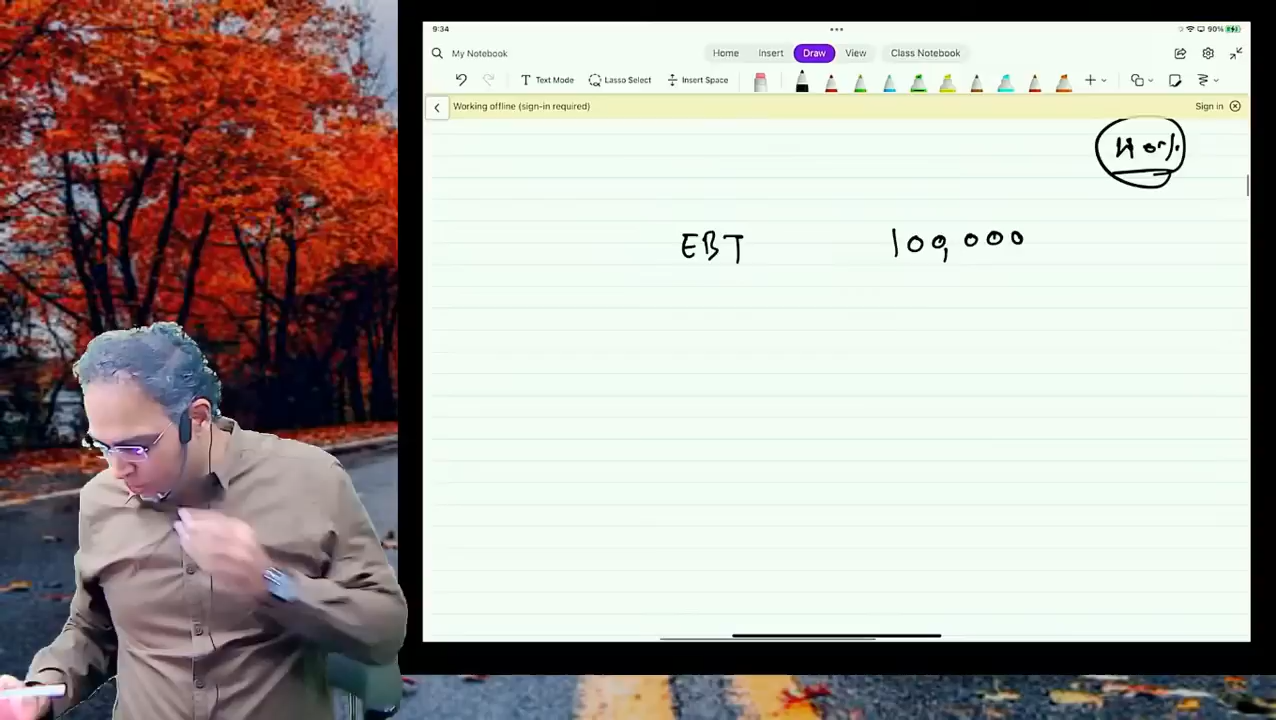 9:34
90%
My Notebook
Home Insert Draw View Class Notebook
Text Mode Lasso Select Insert Space
Working offline (sign-in required) Sign in
EBT 100,000